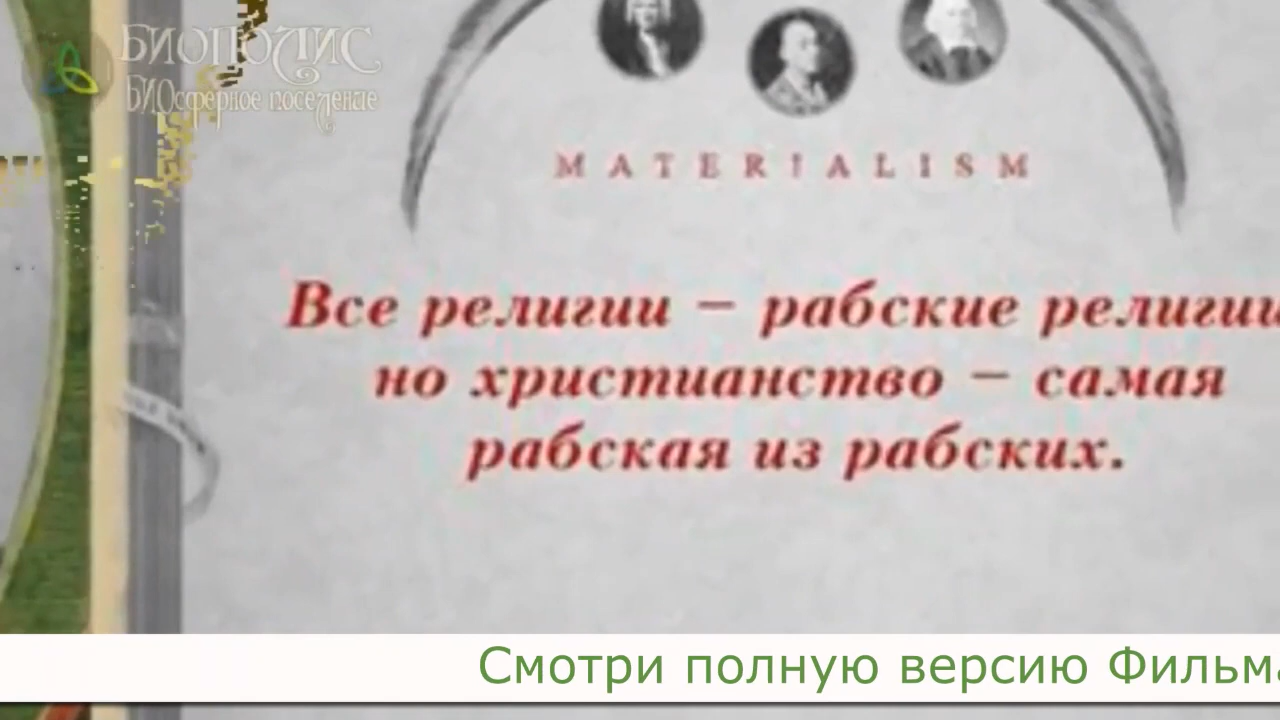 БИОПОЛИС
БИОсферное поселение
MATERIALISM
Все религии – рабские религии
но христианство – самая
рабская из рабских.
Смотри полную версию Фильма